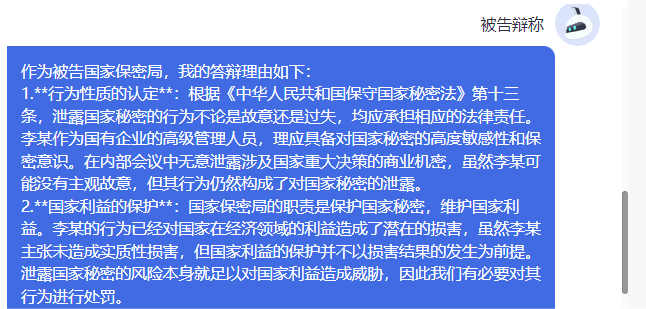 被告辩称
作为被告国家保密局，我的答辩理由如下：
1.**行为性质的认定**：根据《中华人民共和国保守国家秘密法》第十三
条，泄露国家秘密的行为不论是故意还是过失，均应承担相应的法律责任。
李某作为国有企业的高级管理人员，理应具备对国家秘密的高度敏感性和保
密意识。在内部会议中无意泄露涉及国家重大决策的商业机密，虽然李某可
能没有主观故意，但其行为仍然构成了对国家秘密的泄露。
2.**国家利益的保护**：国家保密局的职责是保护国家秘密，维护国家利
益。李某的行为已经对国家在经济领域的利益造成了潜在的损害，虽然李某
主张未造成实质性损害，但国家利益的保护并不以损害结果的发生为前提。
泄露国家秘密的风险本身就足以对国家利益造成威胁，因此我们有必要对其
行为进行处罚。